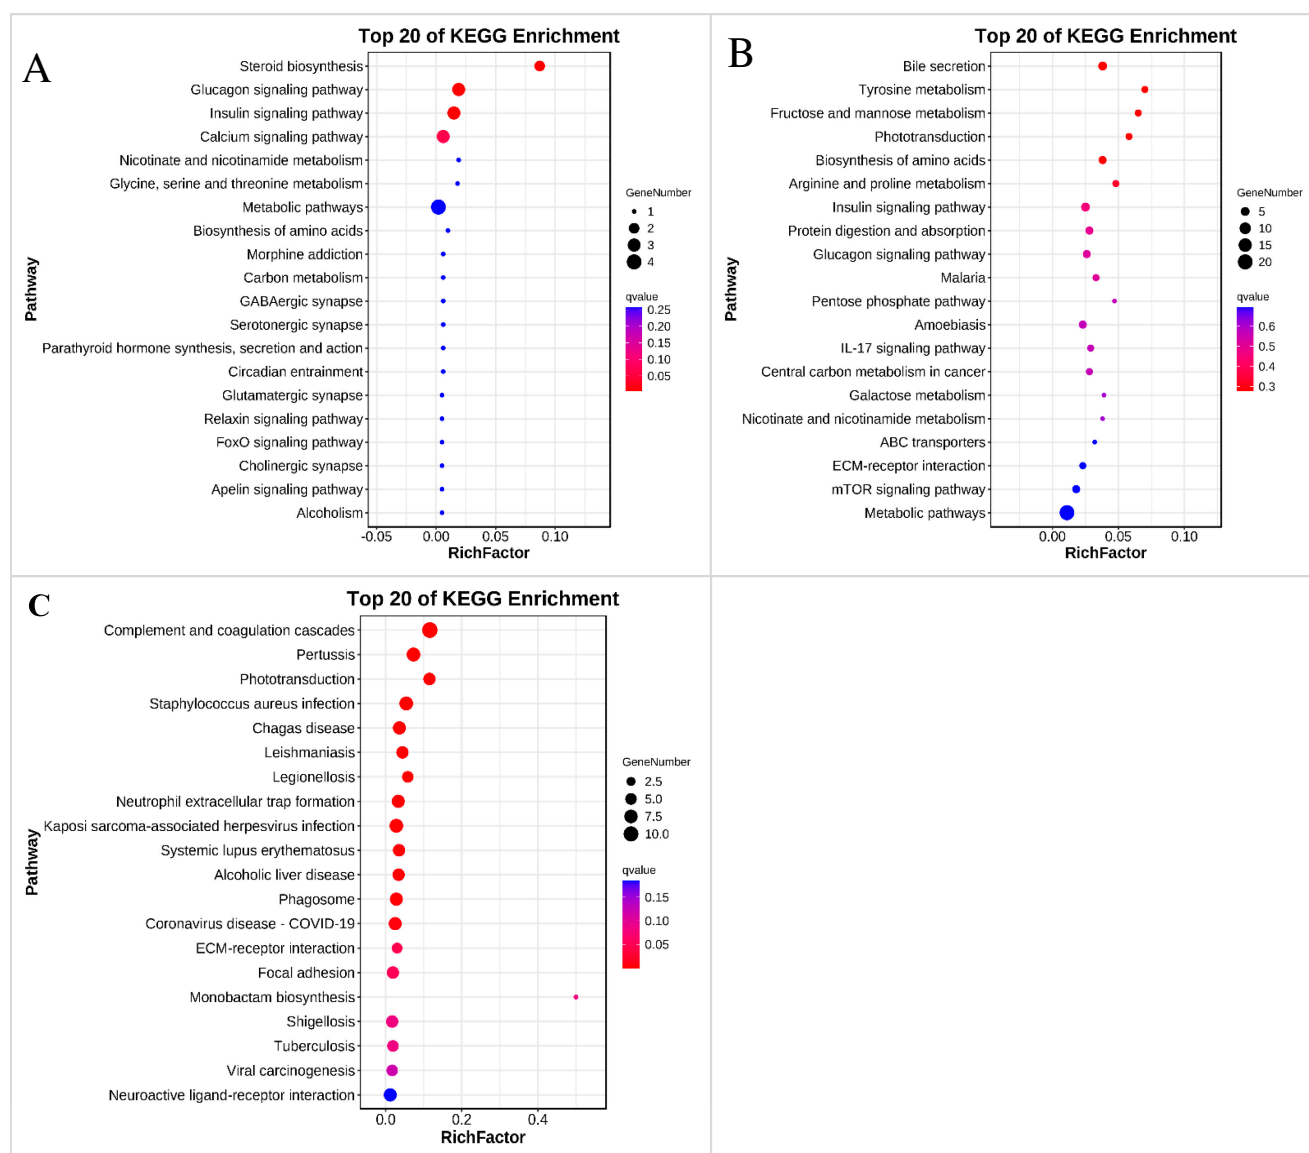 A
Top 20 of KEGG Enrichment
Steroid biosynthesis
Glucagon signaling pathway
Insulin signaling pathway
Calcium signaling pathway
Nicotinate and nicotinamide metabolism
Glycine, serine and threonine metabolism
Metabolic pathways
Biosynthesis of amino acids
Morphine addiction
Carbon metabolism
GABAergic synapse
Serotonergic synapse
Parathyroid hormone synthesis, secretion and action
Circadian entrainment
Glutamatergic synapse
Relaxin signaling pathway
FoxO signaling pathway
Cholinergic synapse
Apelin signaling pathway
Alcoholism
Pathway
-0.05 0.00 0.05 0.10
RichFactor
GeneNumber
1
2
3
4
qvalue
0.25
0.20
0.15
0.10
0.05
B
Top 20 of KEGG Enrichment
Bile secretion
Tyrosine metabolism
Fructose and mannose metabolism
Phototransduction
Biosynthesis of amino acids
Arginine and proline metabolism
Insulin signaling pathway
Protein digestion and absorption
Glucagon signaling pathway
Malaria
Pentose phosphate pathway
Amoebiasis
IL-17 signaling pathway
Central carbon metabolism in cancer
Galactose metabolism
Nicotinate and nicotinamide metabolism
ABC transporters
ECM-receptor interaction
mTOR signaling pathway
Metabolic pathways
Pathway
0.00 0.05 0.10
RichFactor
GeneNumber
5
10
15
20
qvalue
0.6
0.5
0.4
0.3
C
Top 20 of KEGG Enrichment
Complement and coagulation cascades
Pertussis
Phototransduction
Staphylococcus aureus infection
Chagas disease
Leishmaniasis
Legionellosis
Neutrophil extracellular trap formation
Kaposi sarcoma-associated herpesvirus infection
Systemic lupus erythematosus
Alcoholic liver disease
Phagosome
Coronavirus disease - COVID-19
ECM-receptor interaction
Focal adhesion
Monobactam biosynthesis
Shigellosis
Tuberculosis
Viral carcinogenesis
Neuroactive ligand-receptor interaction
Pathway
0.0 0.2 0.4
RichFactor
GeneNumber
2.5
5.0
7.5
10.0
qvalue
0.15
0.10
0.05